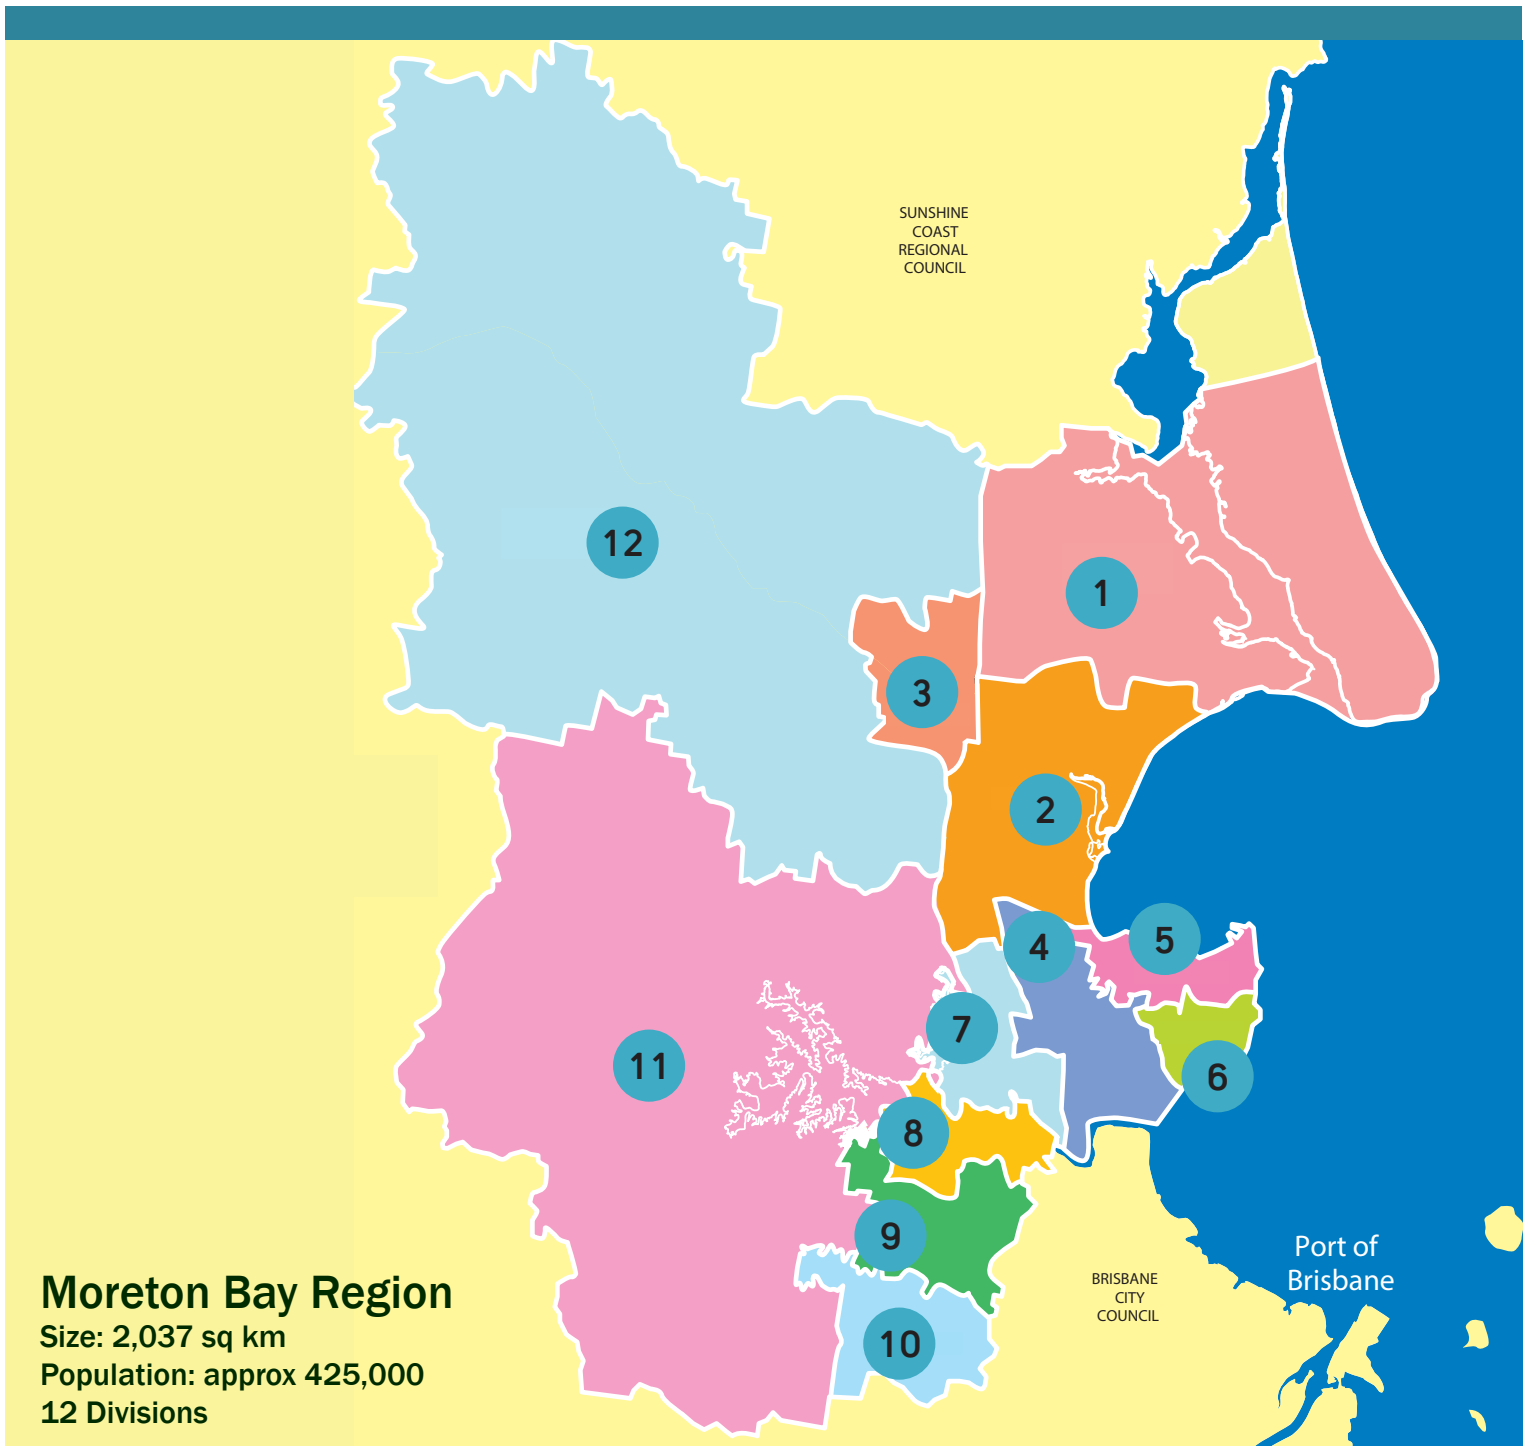 SUNSHINE
COAST
REGIONAL
COUNCIL
12
1
3
2
4
5
7
11
6
8
9
10
Port of
Brisbane
BRISBANE
CITY
COUNCIL
Moreton Bay Region
Size: 2,037 sq km
Population: approx 425,000
12 Divisions